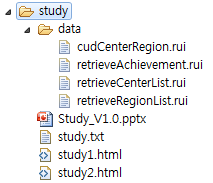 study
data
cudCenterRegion.rui
retrieveAchievement.rui
retrieveCenterList.rui
retrieveRegionList.rui
Study_V1.0.pptx
study.txt
study1.html
study2.html